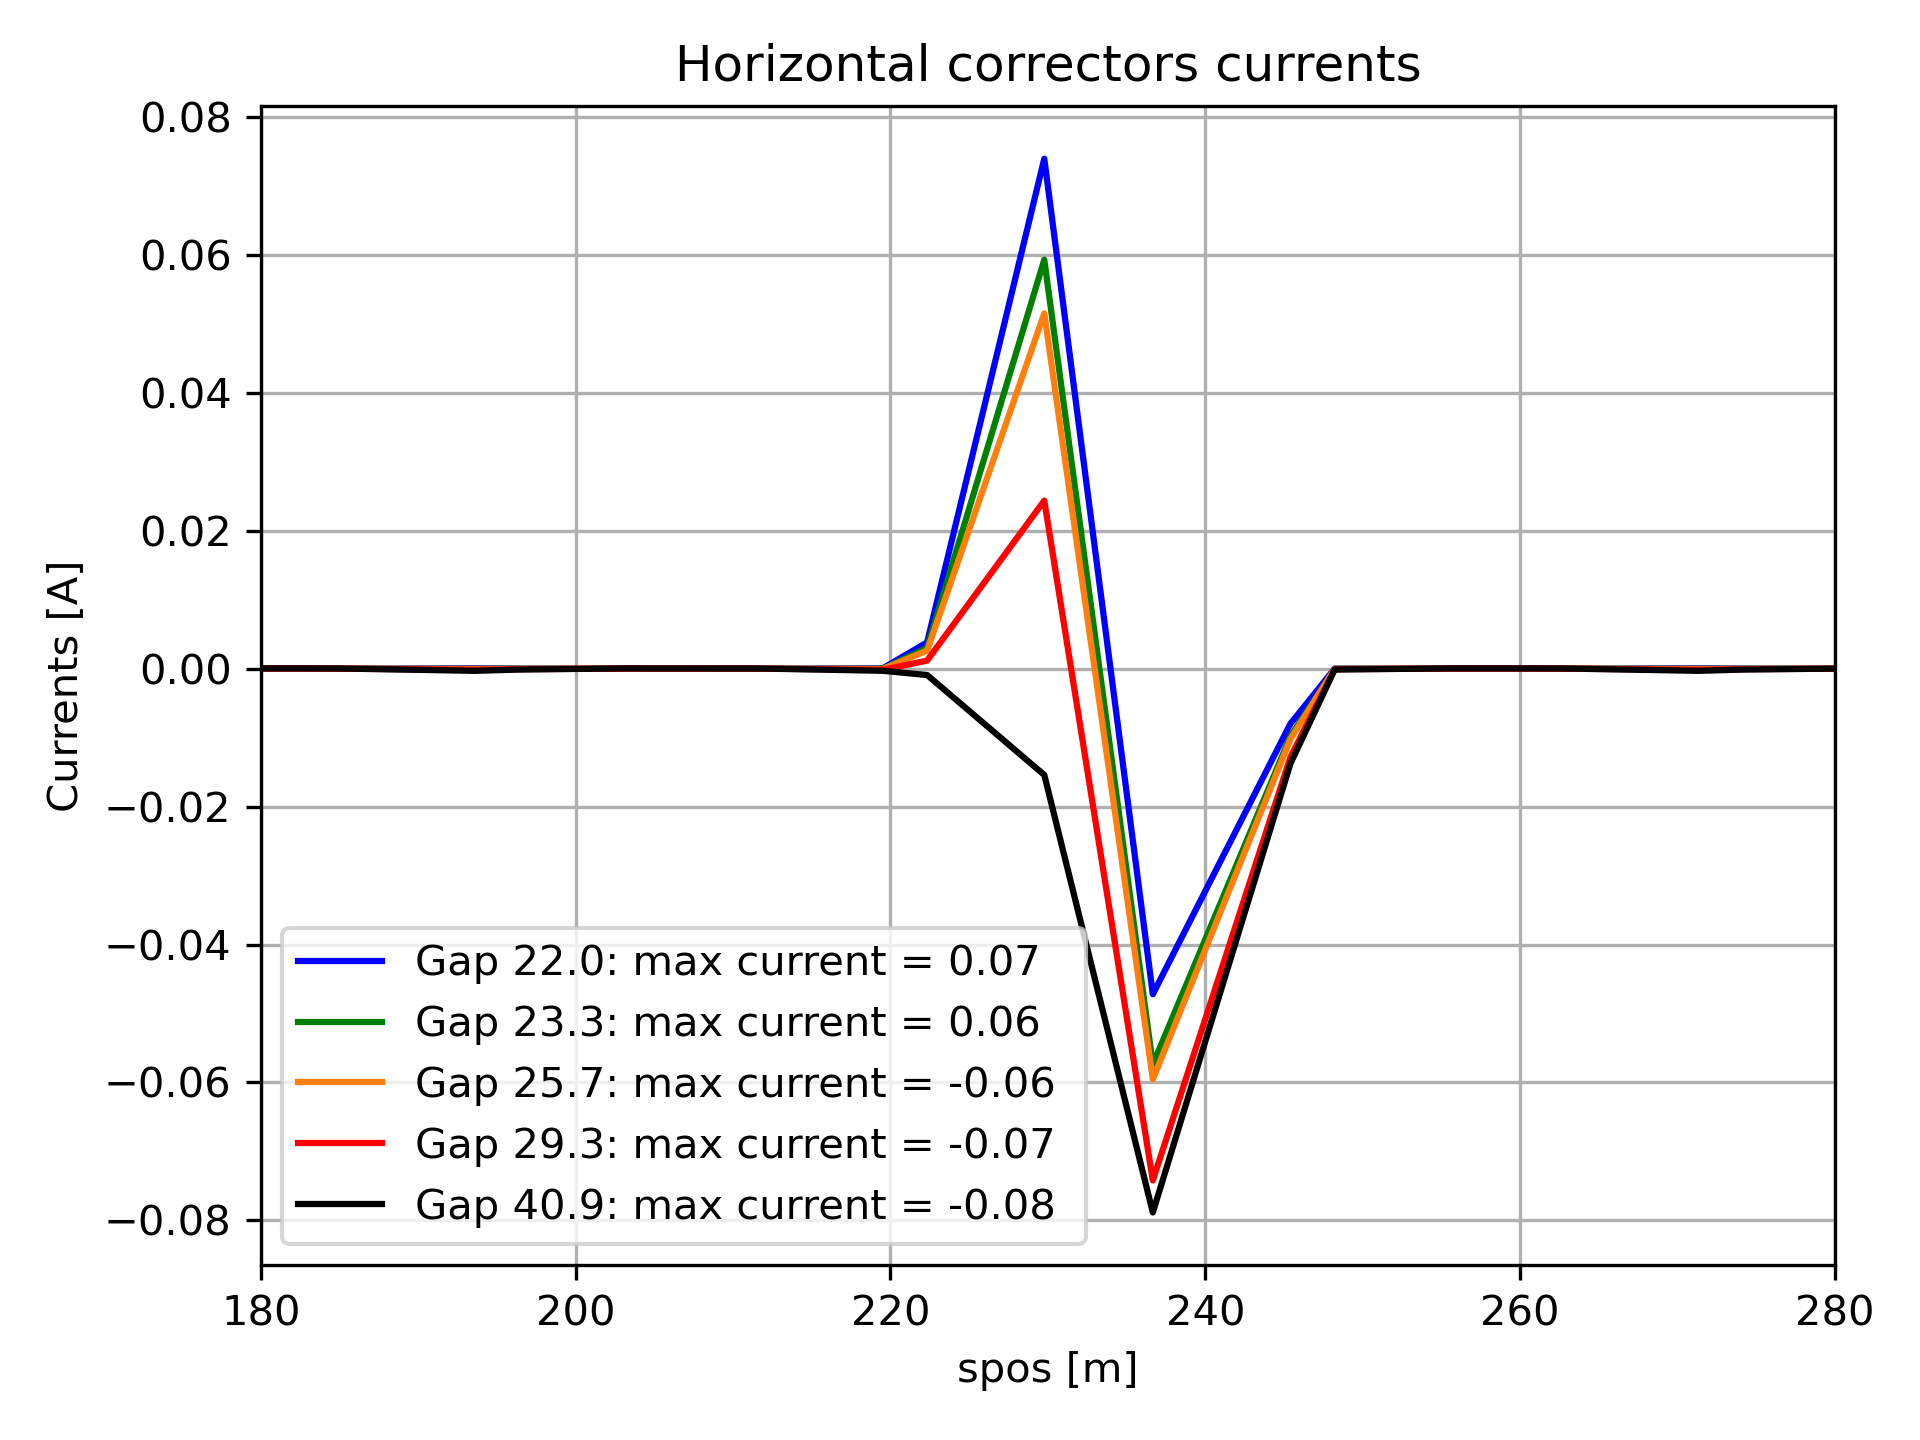 Horizontal correctors currents
0.08
0.06
0.04
0.02
0.00
−0.02
−0.04
−0.06
−0.08
Currents [A]
Gap 22.0: max current = 0.07
Gap 23.3: max current = 0.06
Gap 25.7: max current = -0.06
Gap 29.3: max current = -0.07
Gap 40.9: max current = -0.08
180 200 220 240 260 280
spos [m]